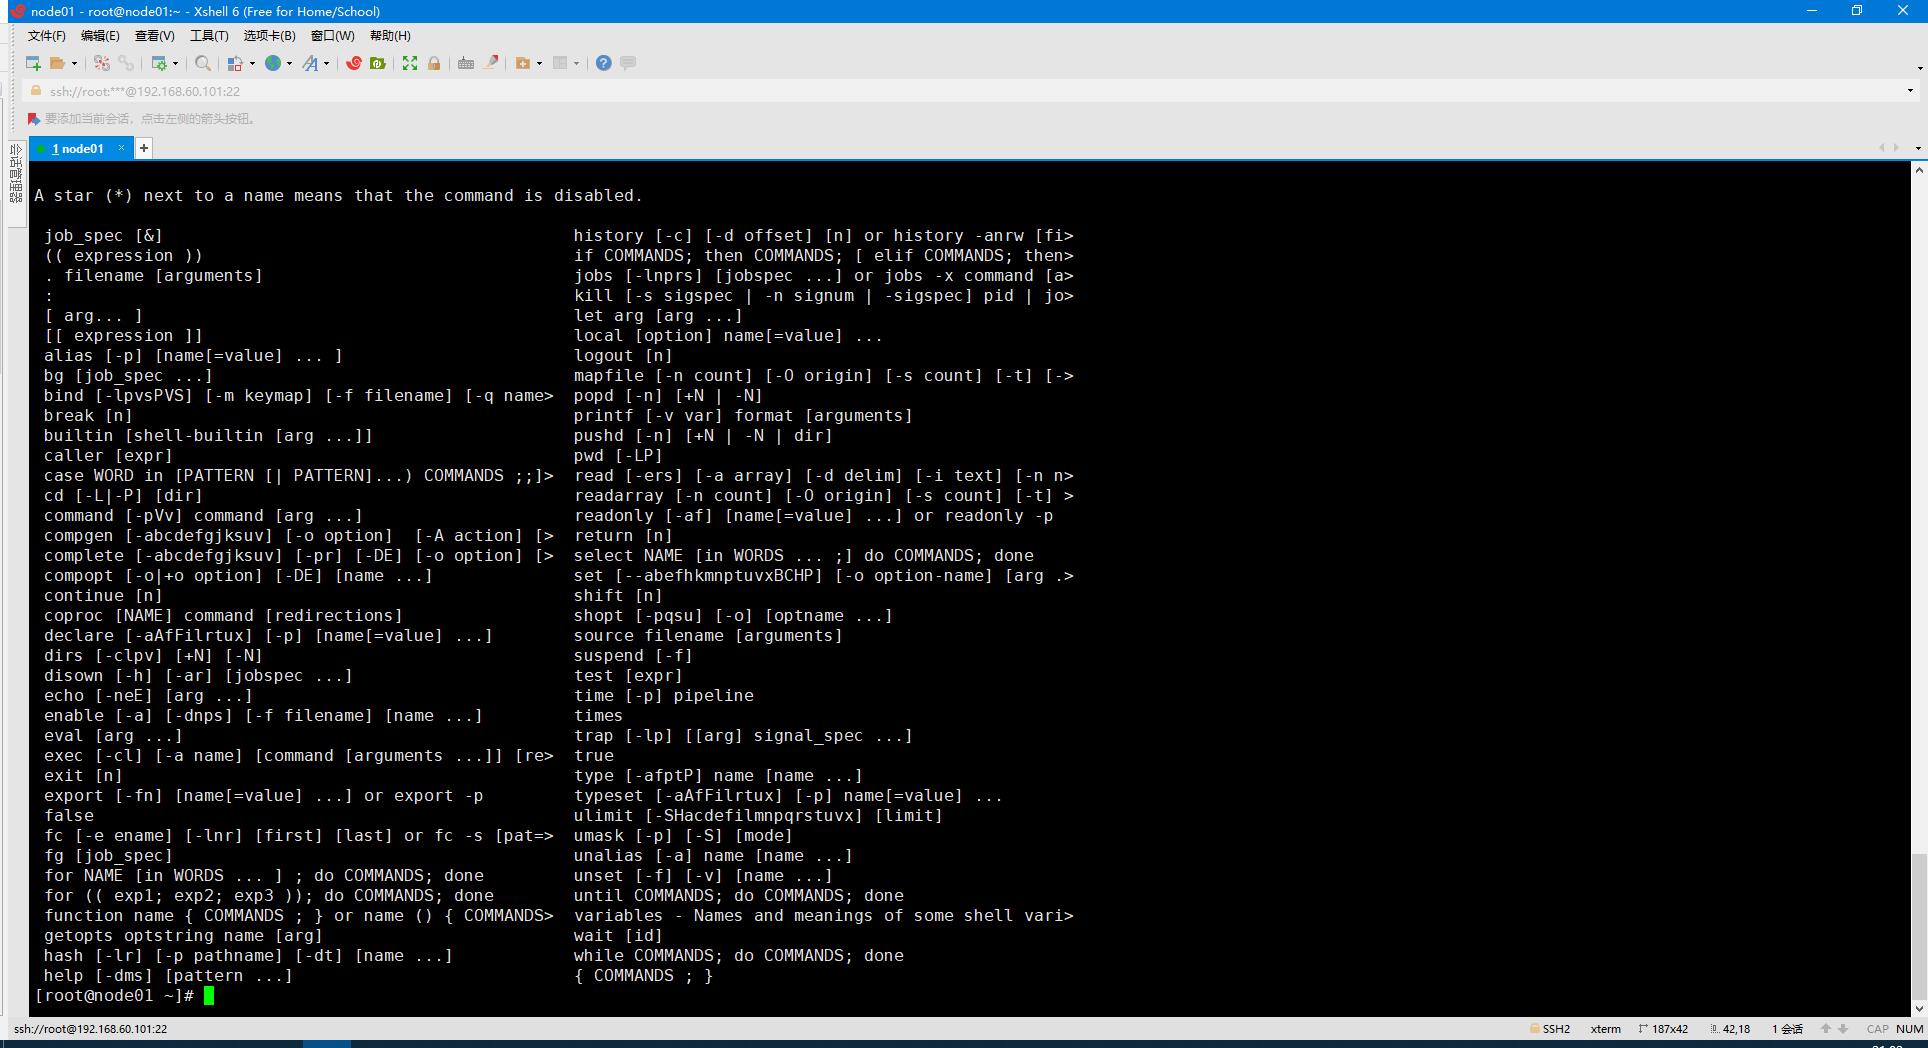 node01 - root@node01:~ - Xshell 6 (Free for Home/School)
文件(F) 编辑(E) 查看(V) 工具(T) 选项卡(B) 窗口(W) 帮助(H)
ssh://root:***@192.168.60.101:22
要添加当前会话，点击左侧的箭头按钮。
会话管理器
1 node01 × +
A star (*) next to a name means that the command is disabled.
job_spec [&] history [-c] [-d offset] [n] or history -anrw [fi>
(( expression )) if COMMANDS; then COMMANDS; [ elif COMMANDS; then>
. filename [arguments] jobs [-lnprs] [jobspec ...] or jobs -x command [a>
: kill [-s sigspec | -n signum | -sigspec] pid | jo>
[ arg... ] let arg [arg ...]
[[ expression ]] local [option] name[=value] ...
alias [-p] [name[=value] ... ] logout [n]
bg [job_spec ...] mapfile [-n count] [-O origin] [-s count] [-t] [->
bind [-lpvsPVS] [-m keymap] [-f filename] [-q name> popd [-n] [+N | -N]
break [n] printf [-v var] format [arguments]
builtin [shell-builtin [arg ...]] pushd [-n] [+N | -N | dir]
caller [expr] pwd [-LP]
case WORD in [PATTERN [| PATTERN]...) COMMANDS ;;]> read [-ers] [-a array] [-d delim] [-i text] [-n n>
cd [-L|-P] [dir] readarray [-n count] [-O origin] [-s count] [-t] >
command [-pVv] command [arg ...] readonly [-af] [name[=value] ...] or readonly -p
compgen [-abcdefgjksuv] [-o option]  [-A action] [> return [n]
complete [-abcdefgjksuv] [-pr] [-DE] [-o option] [> select NAME [in WORDS ... ;] do COMMANDS; done
compopt [-o|+o option] [-DE] [name ...] set [--abefhkmnptuvxBCHP] [-o option-name] [arg .>
continue [n] shift [n]
coproc [NAME] command [redirections] shopt [-pqsu] [-o] [optname ...]
declare [-aAfFilrtux] [-p] [name[=value] ...] source filename [arguments]
dirs [-clpv] [+N] [-N] suspend [-f]
disown [-h] [-ar] [jobspec ...] test [expr]
echo [-neE] [arg ...] time [-p] pipeline
enable [-a] [-dnps] [-f filename] [name ...] times
eval [arg ...] trap [-lp] [[arg] signal_spec ...]
exec [-cl] [-a name] [command [arguments ...]] [re> true
exit [n] type [-afptP] name [name ...]
export [-fn] [name[=value] ...] or export -p typeset [-aAfFilrtux] [-p] name[=value] ...
false ulimit [-SHacdefilmnpqrstuvx] [limit]
fc [-e ename] [-lnr] [first] [last] or fc -s [pat=> umask [-p] [-S] [mode]
fg [job_spec] unalias [-a] name [name ...]
for NAME [in WORDS ... ] ; do COMMANDS; done unset [-f] [-v] [name ...]
for (( exp1; exp2; exp3 )); do COMMANDS; done until COMMANDS; do COMMANDS; done
function name { COMMANDS ; } or name () { COMMANDS> variables - Names and meanings of some shell vari>
getopts optstring name [arg] wait [id]
hash [-lr] [-p pathname] [-dt] [name ...] while COMMANDS; do COMMANDS; done
help [-dms] [pattern ...] { COMMANDS ; }
[root@node01 ~]#
ssh://root@192.168.60.101:22 SSH2 xterm 187x42 42,18 1 会话 CAP NUM